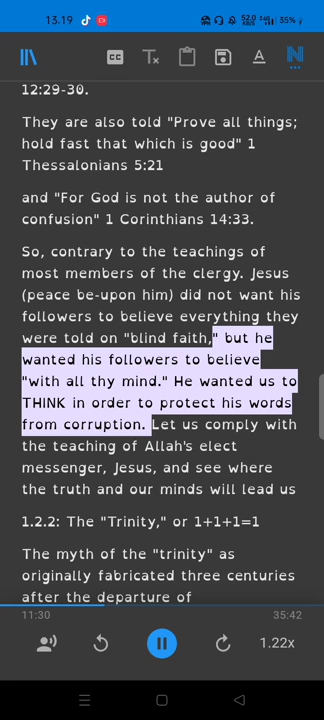 13.19
52.0
KB/s
35%
CC
12:29-30.
They are also told "Prove all things;
hold fast that which is good" 1
Thessalonians 5:21
and "For God is not the author of
confusion" 1 Corinthians 14:33.
So, contrary to the teachings of
most members of the clergy. Jesus
(peace be-upon him) did not want his
followers to believe everything they
were told on "blind faith," but he
wanted his followers to believe
"with all thy mind." He wanted us to
THINK in order to protect his words
from corruption. Let us comply with
the teaching of Allah's elect
messenger, Jesus, and see where
the truth and our minds will lead us
1.2.2: The "Trinity," or 1+1+1=1
The myth of the "trinity" as
originally fabricated three centuries
after the departure of
11:30
35:42
1.22x